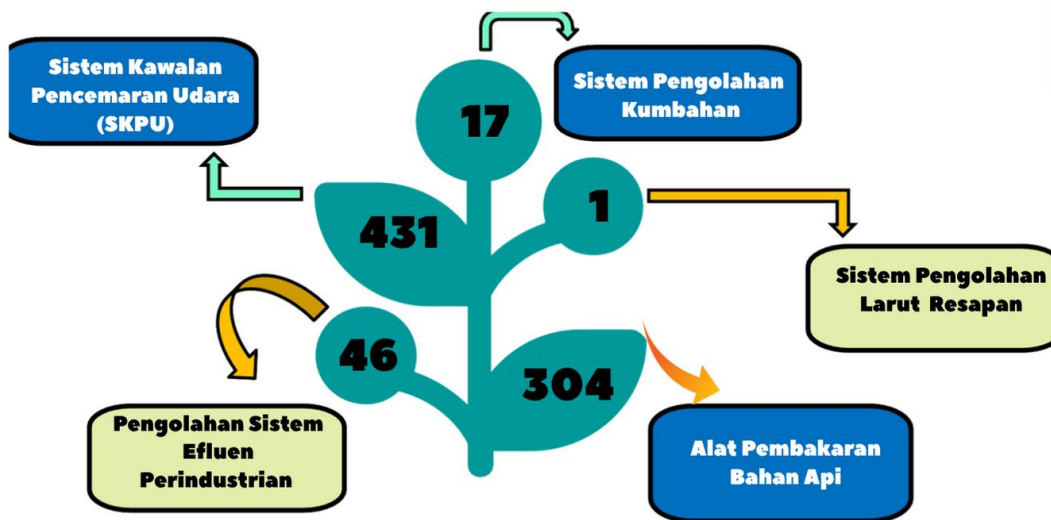 Sistem Kawalan
Pencemaran Udara
(SKPU)
17
Sistem Pengolahan
Kumbahan
431
1
Sistem Pengolahan
Larut Resapan
46
304
Pengolahan Sistem
Efluen
Perindustrian
Alat Pembakaran
Bahan Api